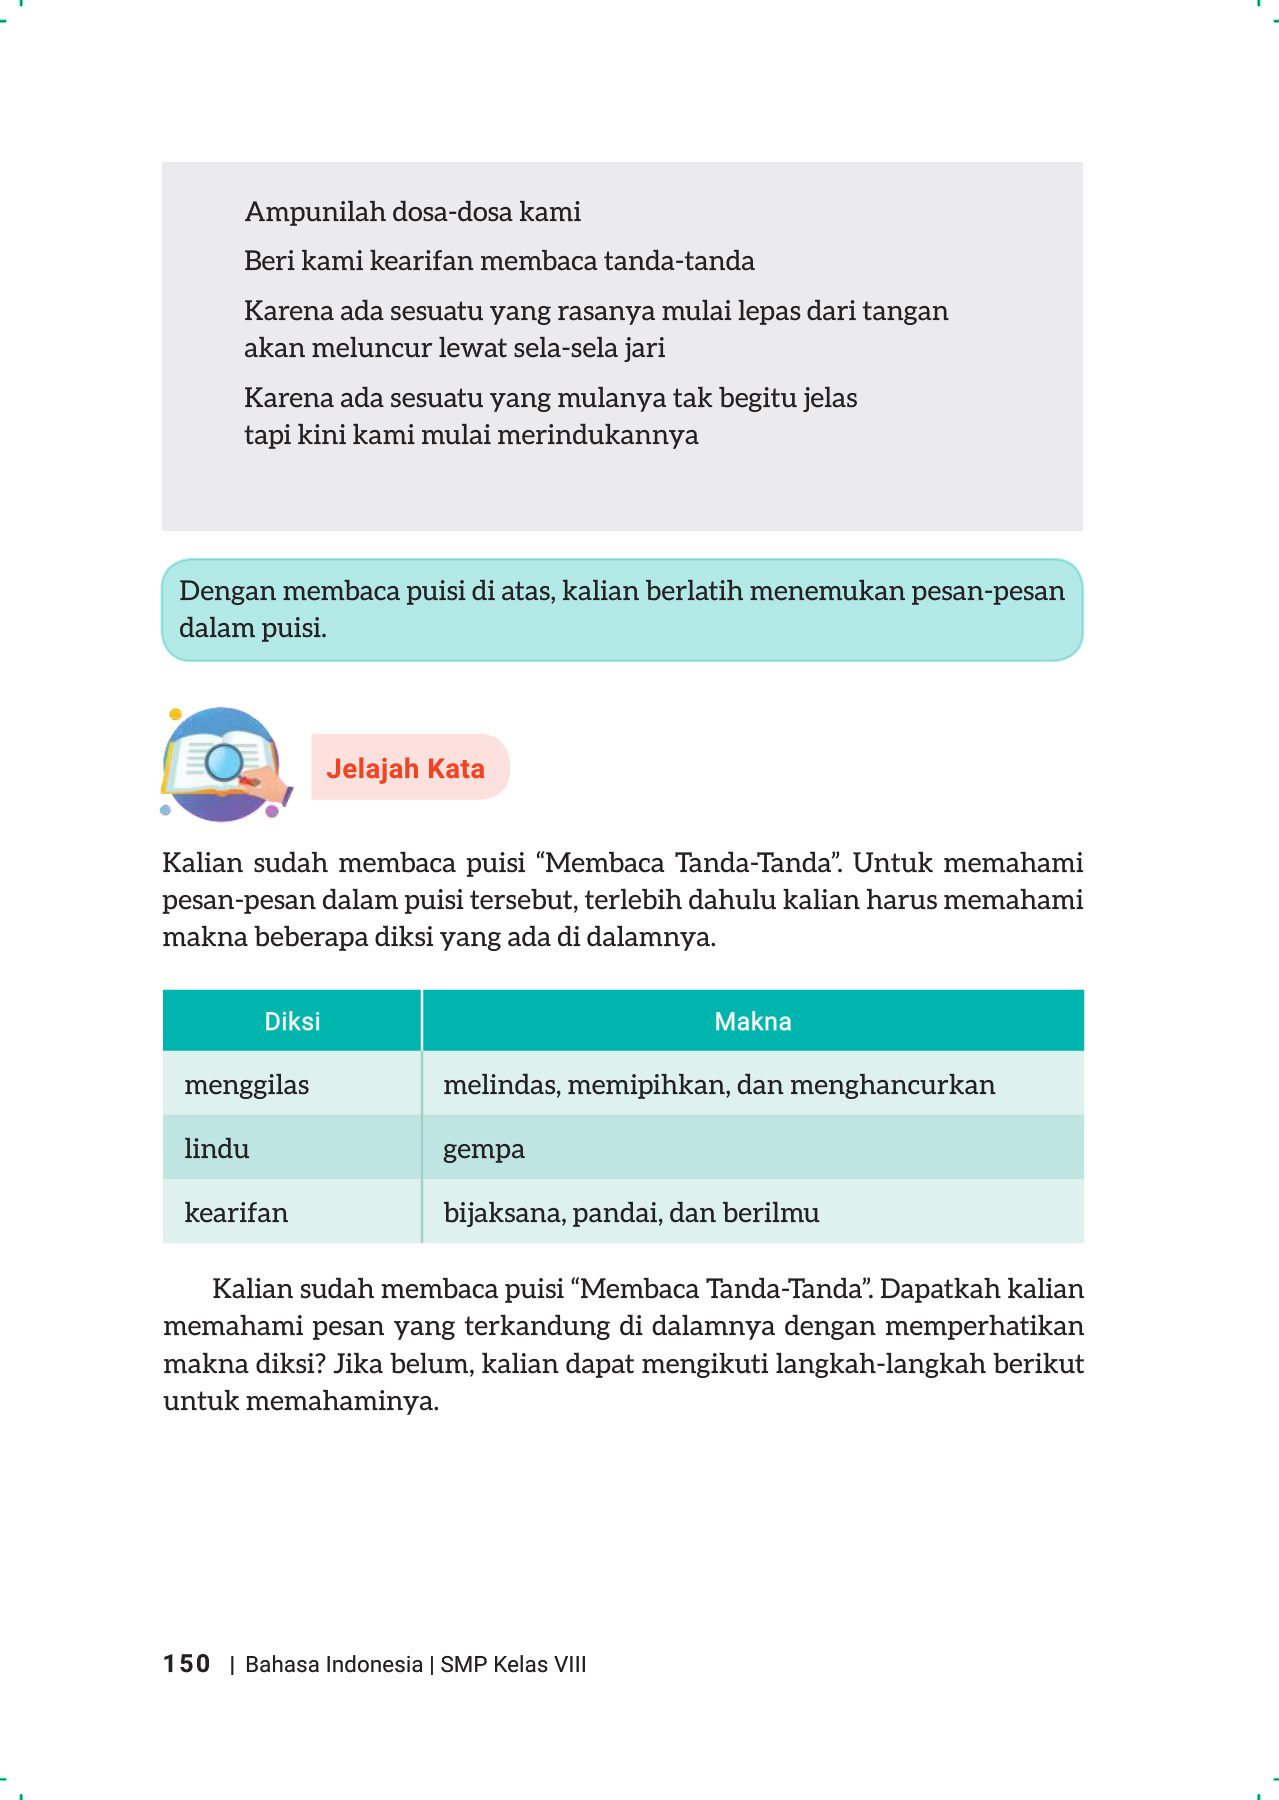 Ampunilah dosa-dosa kami
Beri kami kearifan membaca tanda-tanda
Karena ada sesuatu yang rasanya mulai lepas dari tangan
akan meluncur lewat sela-sela jari
Karena ada sesuatu yang mulanya tak begitu jelas
tapi kini kami mulai merindukannya
Dengan membaca puisi di atas, kalian berlatih menemukan pesan-pesan
dalam puisi.
Jelajah Kata
Kalian sudah membaca puisi “Membaca Tanda-Tanda”. Untuk memahami
pesan-pesan dalam puisi tersebut, terlebih dahulu kalian harus memahami
makna beberapa diksi yang ada di dalamnya.
Diksi Makna
menggilas melindas, memipihkan, dan menghancurkan
lindu gempa
kearifan bijaksana, pandai, dan berilmu
Kalian sudah membaca puisi “Membaca Tanda-Tanda”. Dapatkah kalian
memahami pesan yang terkandung di dalamnya dengan memperhatikan
makna diksi? Jika belum, kalian dapat mengikuti langkah-langkah berikut
untuk memahaminya.
150 | Bahasa Indonesia | SMP Kelas VIII